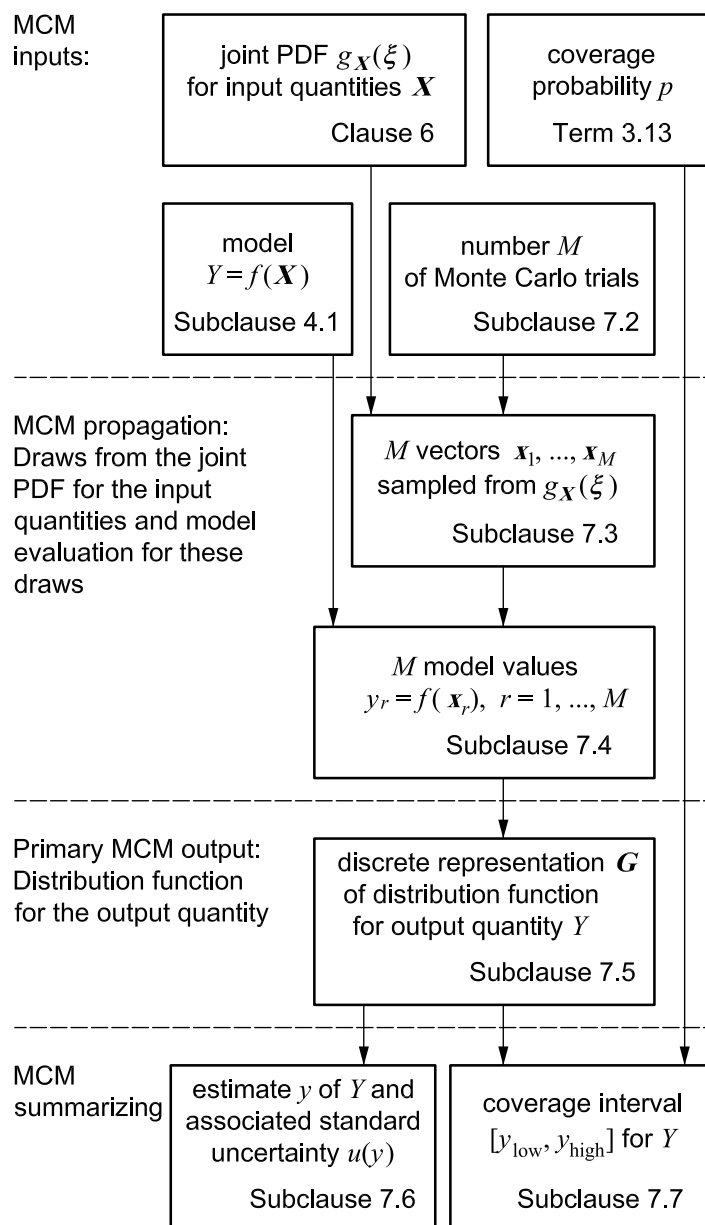 MCM
inputs:
joint PDF g_X(ξ)
for input quantities X
Clause 6
coverage
probability p
Term 3.13
model
Y = f(X)
Subclause 4.1
number M
of Monte Carlo trials
Subclause 7.2
MCM propagation:
Draws from the joint
PDF for the input
quantities and model
evaluation for these
draws
M vectors x_1, ..., x_M
sampled from g_X(ξ)
Subclause 7.3
M model values
y_r = f( x_r), r = 1, ..., M
Subclause 7.4
Primary MCM output:
Distribution function
for the output quantity
discrete representation G
of distribution function
for output quantity Y
Subclause 7.5
MCM
summarizing
estimate y of Y and
associated standard
uncertainty u(y)
Subclause 7.6
coverage interval
[y_low, y_high] for Y
Subclause 7.7